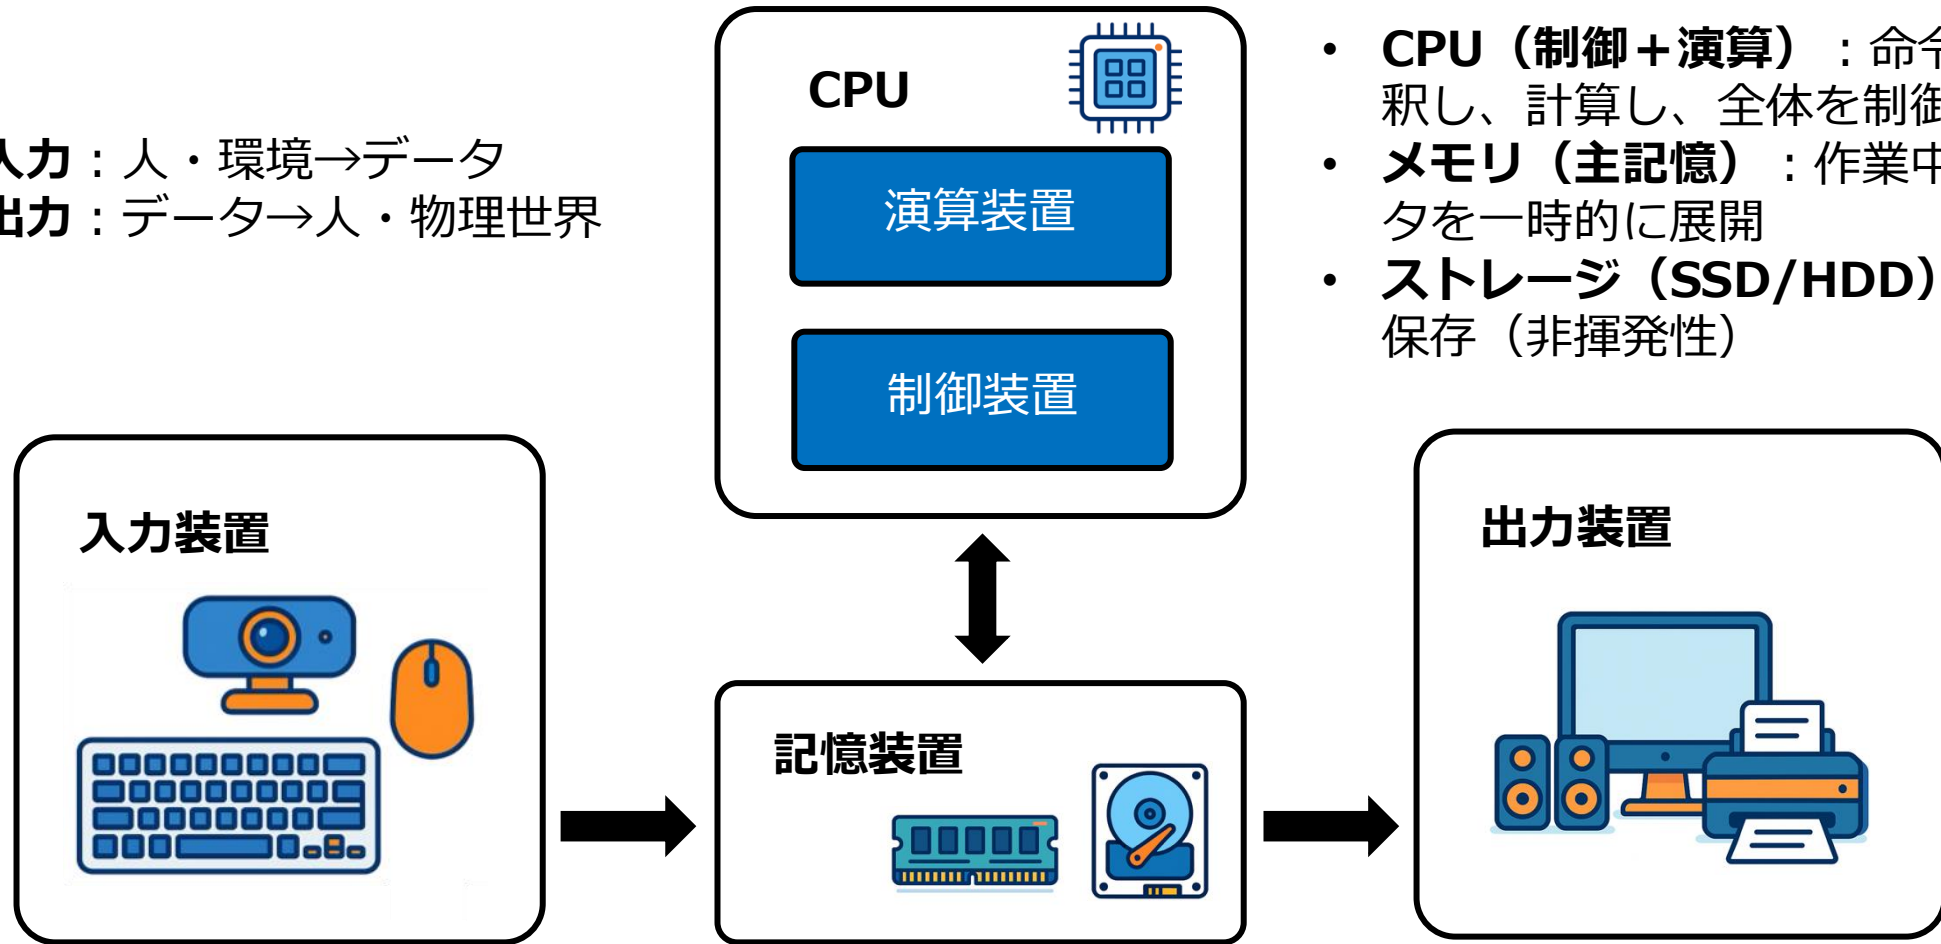 入力：人・環境→データ
出力：データ→人・物理世界
CPU
演算装置
制御装置
• CPU（制御＋演算）：命令
釈し、計算し、全体を制御
• メモリ（主記憶）：作業中
タを一時的に展開
• ストレージ（SSD/HDD）
保存（非揮発性）
入力装置
記憶装置
出力装置